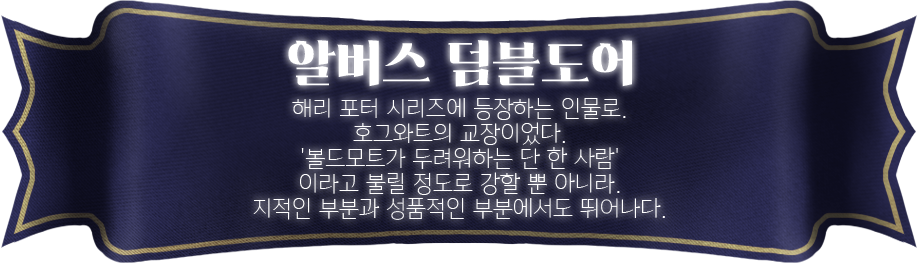 알버스 덤블도어
해리 포터 시리즈에 등장하는 인물로.
호그와트의 교장이었다.
'볼드모트가 두려워하는 단 한 사람'
이라고 불릴 정도로 강할 뿐 아니라.
지적인 부분과 성품적인 부분에서도 뛰어나다.